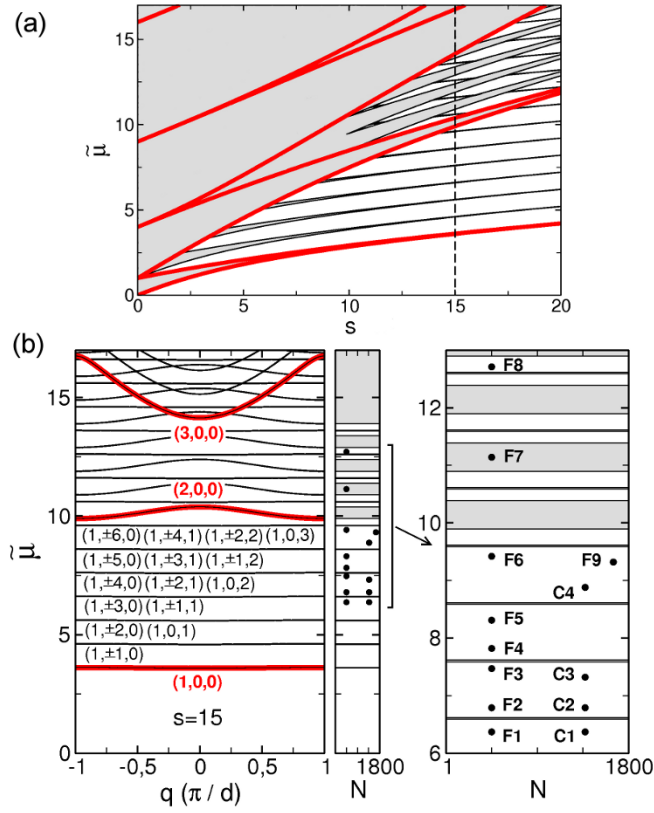 (a)
15
10
5
0
μ̃
0
5
10
15
20
s
(b)
15
10
5
0
μ̃
(3,0,0)
(2,0,0)
(1,±6,0)(1,±4,1)(1,±2,2)(1,0,3)
(1,±5,0)(1,±3,1)(1,±1,2)
(1,±4,0)(1,±2,1)(1,0,2)
(1,±3,0)(1,±1,1)
(1,±2,0)(1,0,1)
(1,±1,0)
(1,0,0)
s=15
-1
-0,5
0
0,5
q (π / d)
1
1800
N
12
10
8
6
F8
F7
F6
F9
C4
F5
F4
F3
C3
F2
C2
F1
C1
1
1800
N